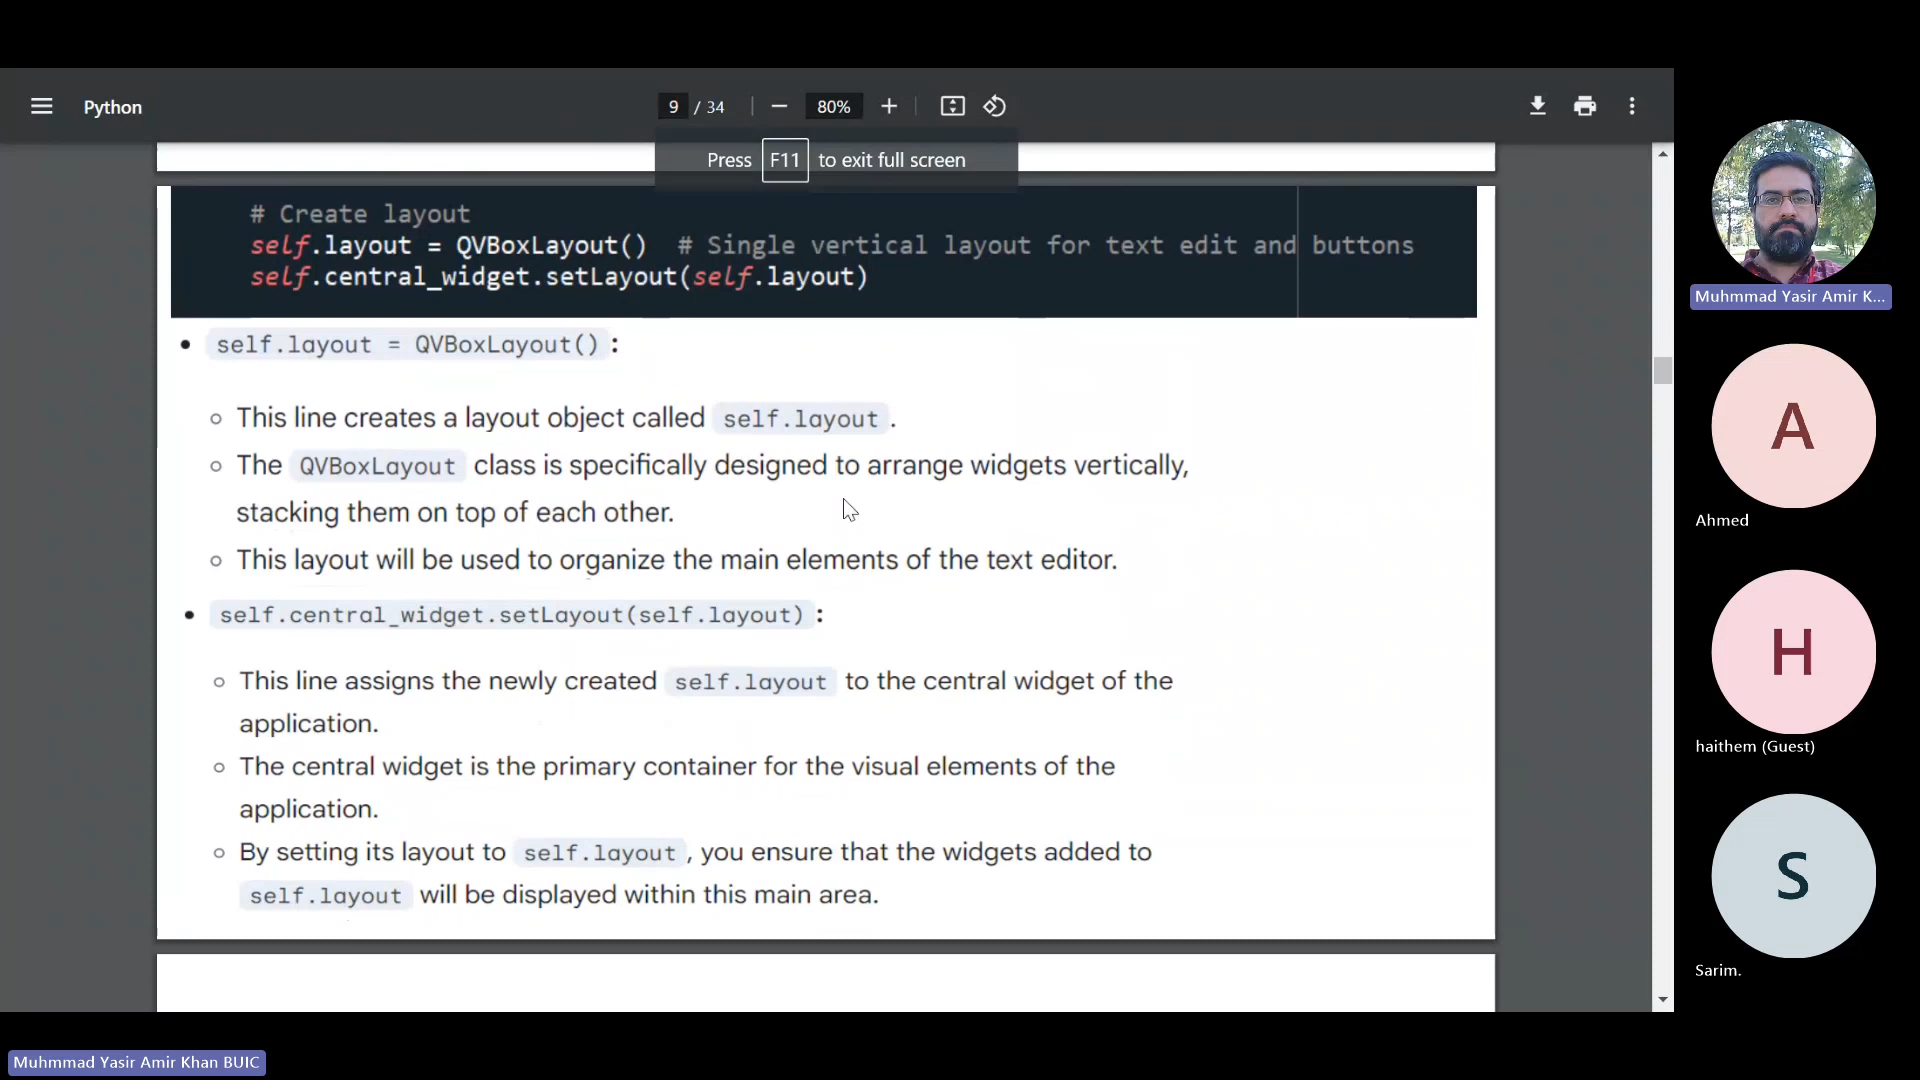 Python
9 / 34
80%
Press F11 to exit full screen
# Create layout
self.layout = QVBoxLayout()  # Single vertical layout for text edit and buttons
self.central_widget.setLayout(self.layout)
• self.layout = QVBoxLayout() :
○ This line creates a layout object called self.layout .
○ The QVBoxLayout class is specifically designed to arrange widgets vertically,
stacking them on top of each other.
○ This layout will be used to organize the main elements of the text editor.
• self.central_widget.setLayout(self.layout) :
○ This line assigns the newly created self.layout to the central widget of the
application.
○ The central widget is the primary container for the visual elements of the
application.
○ By setting its layout to self.layout , you ensure that the widgets added to
self.layout will be displayed within this main area.
Muhmmad Yasir Amir K...
A
Ahmed
H
haithem (Guest)
S
Sarim.
Muhmmad Yasir Amir Khan BUIC